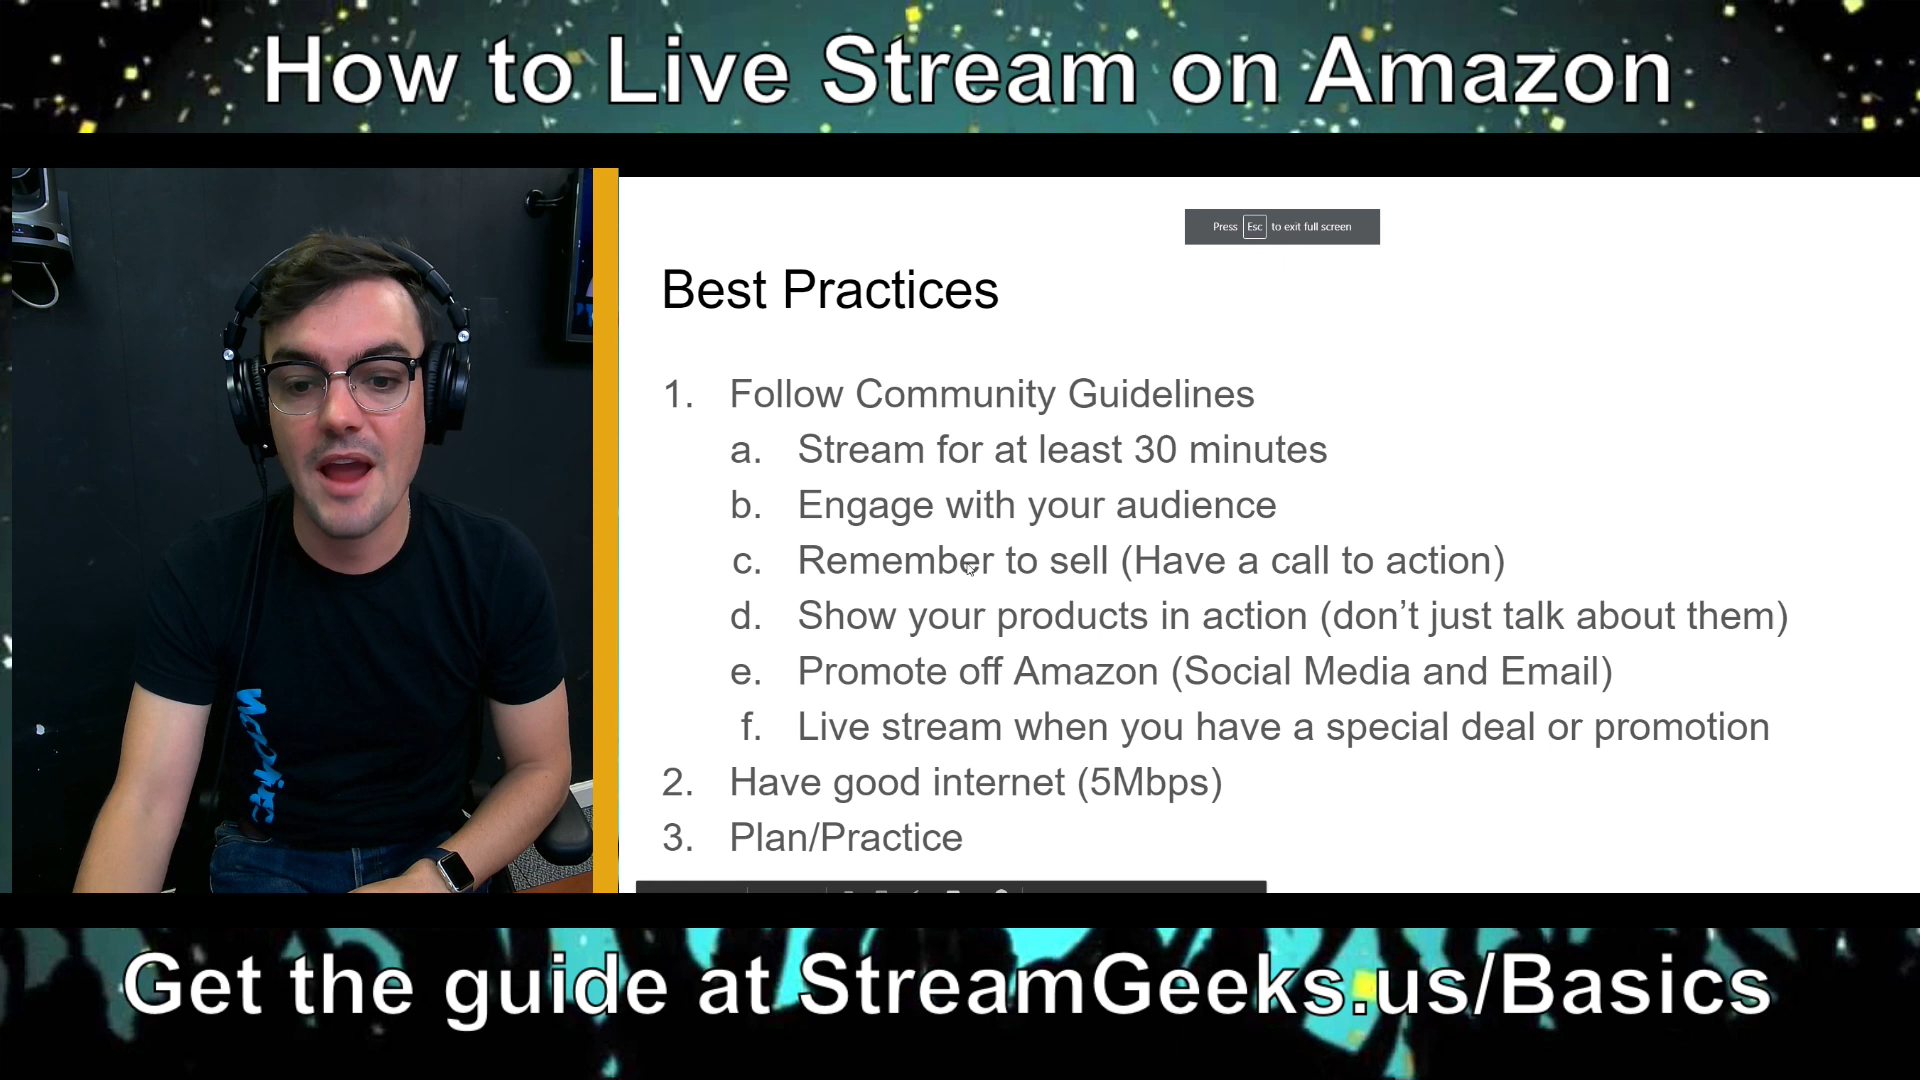 How to Live Stream on Amazon
Press Esc to exit full screen
Best Practices
1. Follow Community Guidelines
a. Stream for at least 30 minutes
b. Engage with your audience
c. Remember to sell (Have a call to action)
d. Show your products in action (don’t just talk about them)
e. Promote off Amazon (Social Media and Email)
f. Live stream when you have a special deal or promotion
2. Have good internet (5Mbps)
3. Plan/Practice
Get the guide at StreamGeeks.us/Basics